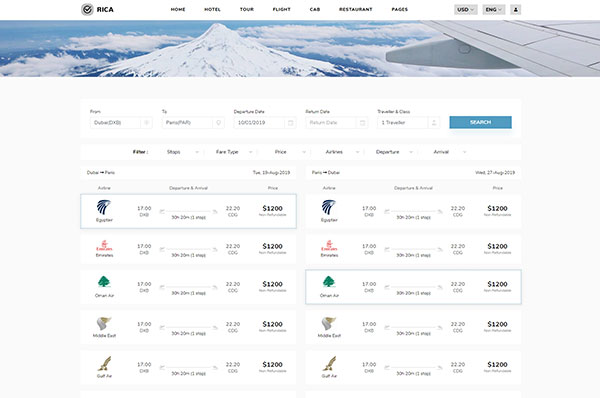 RICA HOME HOTEL TOUR FLIGHT CAB RESTAURANT PAGES USD ENG
From To Departure Date Return Date Traveller & Class
Dubai(DXB) Paris(PAR) 10/01/2019 Return Date 1 Traveller SEARCH
Filter : Stops Fare Type Price Airlines Departure Arrival
Dubai Paris Tue, 19-Aug-2019 Paris Dubai Wed, 27-Aug-2019
Airline Departure & Arrival Price Airline Departure & Arrival Price
17:00 22.20 $1200 17:00 22.20 $1200
DXB CDG Non Refundable DXB CDG Non Refundable
Egyptair 30h 20m (1 stop) Egyptair 30h 20m (1 stop)
Emirates
17:00 22.20 $1200 17:00 22.20 $1200
DXB CDG Non Refundable DXB CDG Non Refundable
Emirates 30h 20m (1 stop) Emirates 30h 20m (1 stop)
17:00 22.20 $1200 17:00 22.20 $1200
DXB CDG Non Refundable DXB CDG Non Refundable
Oman Air 30h 20m (1 stop) Oman Air 30h 20m (1 stop)
17:00 22.20 $1200 17:00 22.20 $1200
DXB CDG Non Refundable DXB CDG Non Refundable
Middle East 30h 20m (1 stop) Middle East 30h 20m (1 stop)
17:00 22.20 $1200 17:00 22.20 $1200
DXB CDG Non Refundable DXB CDG Non Refundable
Gulf Air 30h 20m (1 stop) Gulf Air 30h 20m (1 stop)